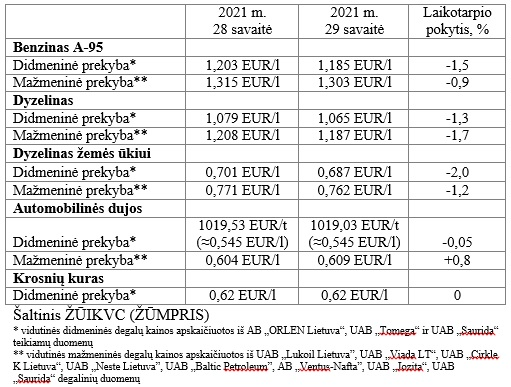 2021 m. 2021 m. Laikotarpio
28 savaitė 29 savaitė pokytis, %
Benzinas A-95
Didmeninė prekyba* 1,203 EUR/l 1,185 EUR/l -1,5
Mažmeninė prekyba** 1,315 EUR/l 1,303 EUR/l -0,9
Dyzelinas
Didmeninė prekyba* 1,079 EUR/l 1,065 EUR/l -1,3
Mažmeninė prekyba** 1,208 EUR/l 1,187 EUR/l -1,7
Dyzelinas žemės ūkiui
Didmeninė prekyba* 0,701 EUR/l 0,687 EUR/l -2,0
Mažmeninė prekyba** 0,771 EUR/l 0,762 EUR/l -1,2
Automobilinės dujos
1019,53 EUR/t 1019,03 EUR/t
Didmeninė prekyba* (≈0,545 EUR/l) (≈0,545 EUR/l) -0,05
Mažmeninė prekyba** 0,604 EUR/l 0,609 EUR/l +0,8
Krosnių kuras
Didmeninė prekyba* 0,62 EUR/l 0,62 EUR/l 0
Šaltinis ŽŪIKVC (ŽŪMPRIS)
* vidutinės didmeninės degalų kainos apskaičiuotos iš AB „ORLEN Lietuva“, UAB „Tomega“ ir UAB „Saurida“
teikiamų duomenų
** vidutinės mažmeninės degalų kainos apskaičiuotos iš UAB „Lukoil Lietuva”, UAB „Viada LT“, UAB „Cirkle
K Lietuva“, UAB „Neste Lietuva”, UAB „Baltic Petroleum”, AB „Ventus-Nafta”, UAB „Jozita“, UAB
„Saurida“ degalinių duomenų